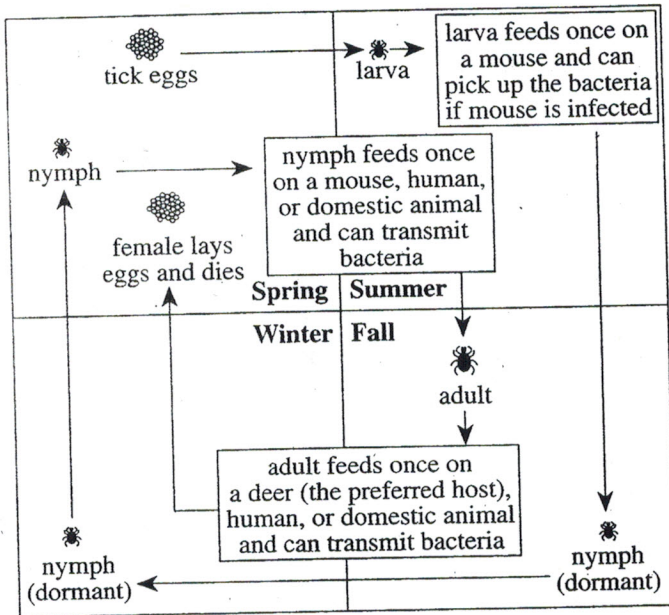 tick eggs
larva
larva feeds once on
a mouse and can
pick up the bacteria
if mouse is infected
nymph
nymph feeds once
on a mouse, human,
or domestic animal
and can transmit
bacteria
female lays
eggs and dies
Spring
Summer
Winter
Fall
adult
adult feeds once on
a deer (the preferred host),
human, or domestic animal
and can transmit bacteria
nymph
(dormant)
nymph
(dormant)